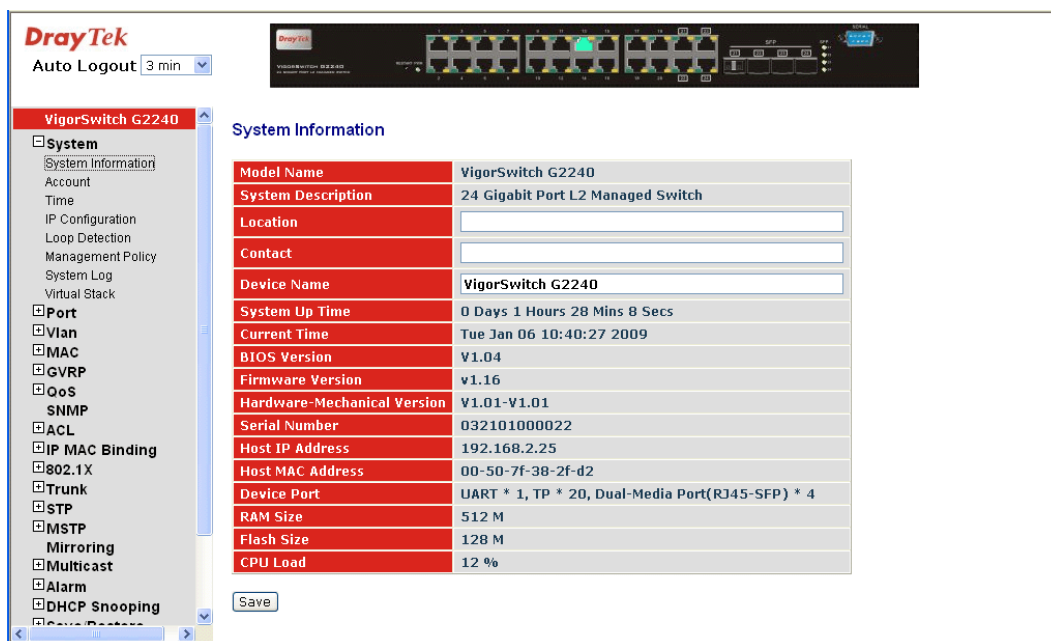 DrayTek
Auto Logout 3 min
DrayTek
VIGORSWITCH G2240
SFP
SERIAL
VigorSwitch G2240
System
System Information
Account
Time
IP Configuration
Loop Detection
Management Policy
System Log
Virtual Stack
Port
Vlan
MAC
GVRP
QoS
SNMP
ACL
IP MAC Binding
802.1X
Trunk
STP
MSTP
Mirroring
Multicast
Alarm
DHCP Snooping
Save/Restore
System Information
Model Name VigorSwitch G2240
System Description 24 Gigabit Port L2 Managed Switch
Location
Contact
Device Name VigorSwitch G2240
System Up Time 0 Days 1 Hours 28 Mins 8 Secs
Current Time Tue Jan 06 10:40:27 2009
BIOS Version V1.04
Firmware Version v1.16
Hardware-Mechanical Version V1.01-V1.01
Serial Number 032101000022
Host IP Address 192.168.2.25
Host MAC Address 00-50-7f-38-2f-d2
Device Port UART * 1, TP * 20, Dual-Media Port(RJ45-SFP) * 4
RAM Size 512 M
Flash Size 128 M
CPU Load 12 %
Save